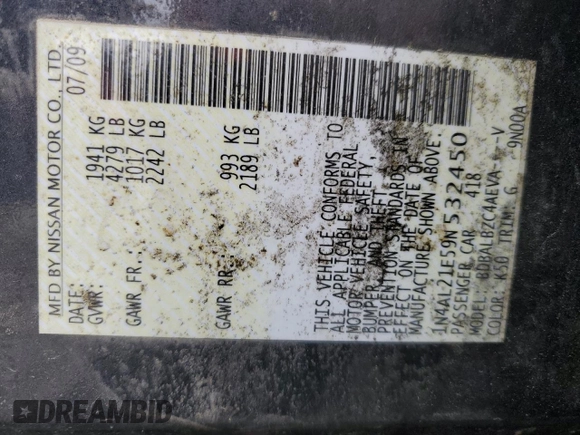 MFD BY NISSAN MOTOR CO., LTD.
DATE: 07/09
GVWR: 1941 KG
4279 LB
GAWR FR.: 1017 KG
2242 LB
GAWR RR.: 993 KG
2189 LB
THIS VEHICLE CONFORMS TO
ALL APPLICABLE FEDERAL
MOTOR VEHICLE SAFETY,
BUMPER AND THEFT
PREVENTION STANDARDS IN
EFFECT ON THE DATE OF
MANUFACTURE SHOWN ABOVE.
1N4AL21E59N532450
PASSENGER CAR 418
MODEL: BDBALBZC4AEVA- --V
COLOR: K50 TRIM: G 9N00A
DREAMBID